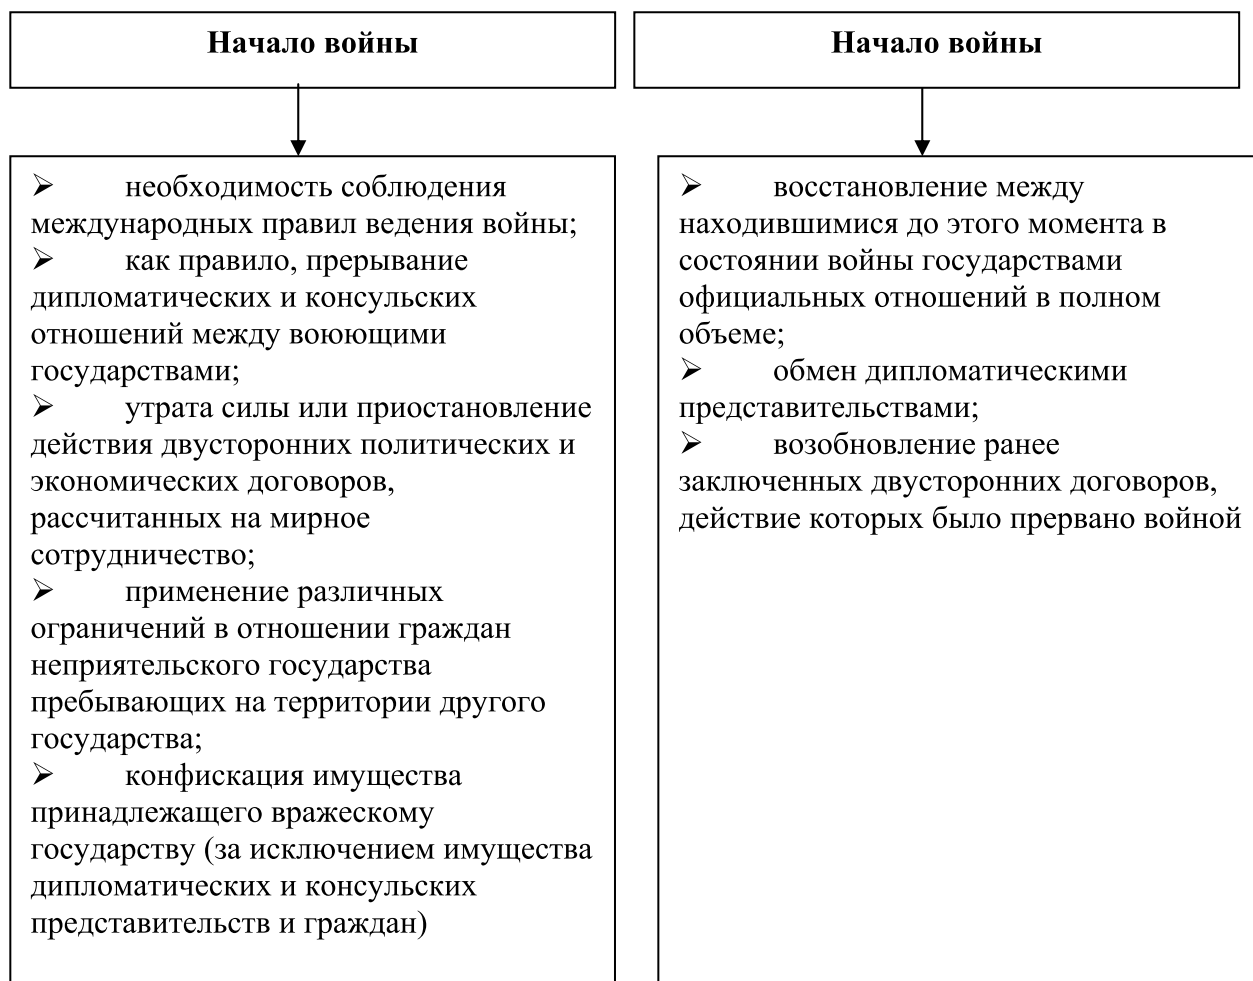 Начало войны
необходимость соблюдения
международных правил ведения войны;
как правило, прерывание
дипломатических и консульских
отношений между воюющими
государствами;
утрата силы или приостановление
действия двусторонних политических и
экономических договоров,
рассчитанных на мирное
сотрудничество;
применение различных
ограничений в отношении граждан
неприятельского государства
пребывающих на территории другого
государства;
конфискация имущества
принадлежащего вражескому
государству (за исключением имущества
дипломатических и консульских
представительств и граждан)
Начало войны
восстановление между
находившимися до этого момента в
состоянии войны государствами
официальных отношений в полном
объеме;
обмен дипломатическими
представительствами;
возобновление ранее
заключенных двусторонних договоров,
действие которых было прервано войной